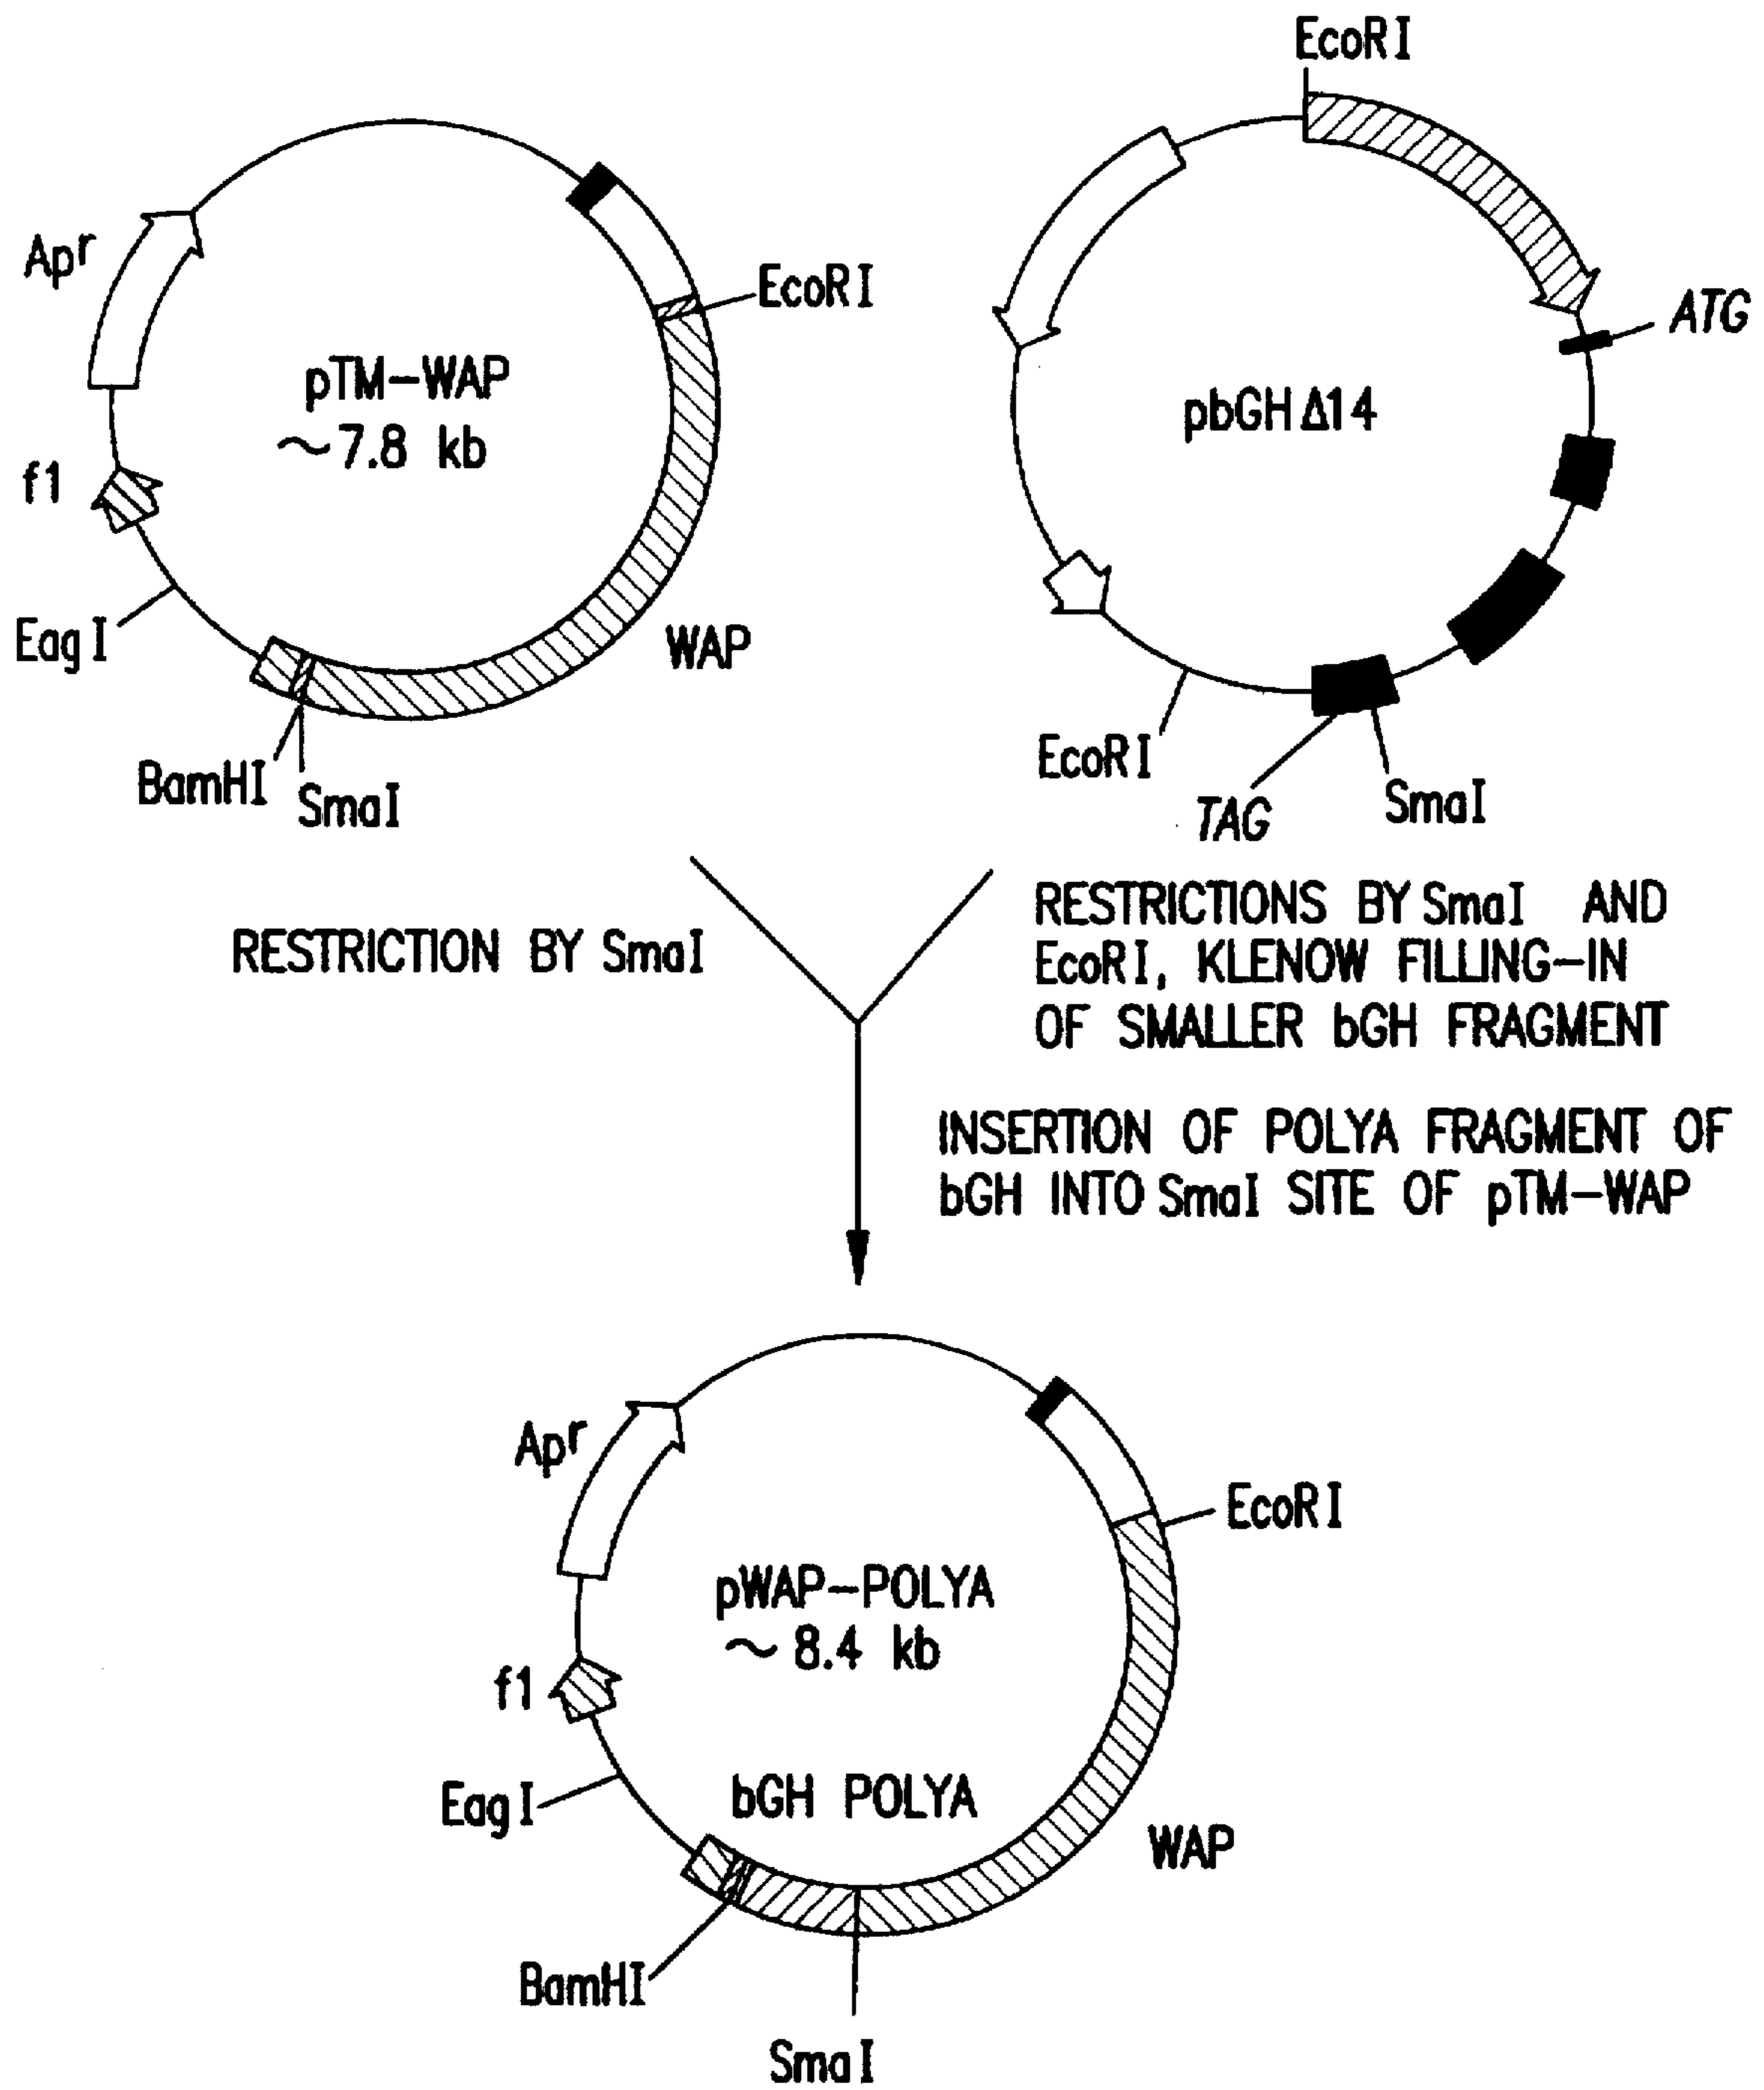 EcoRI
Apr
EcoRI
ATG
pTM-WAP
~7.8 kb
pbGHΔ14
f1
EagI
WAP
BamHI
SmaI
EcoRI
TAG
SmaI
RESTRICTION BY SmaI
RESTRICTIONS BY SmaI AND
EcoRI, KLENOW FILLING-IN
OF SMALLER bGH FRAGMENT
INSERTION OF POLYA FRAGMENT OF
bGH INTO SmaI SITE OF pTM-WAP
Apr
EcoRI
pWAP-POLYA
~8.4 kb
f1
EagI
bGH POLYA
WAP
BamHI
SmaI